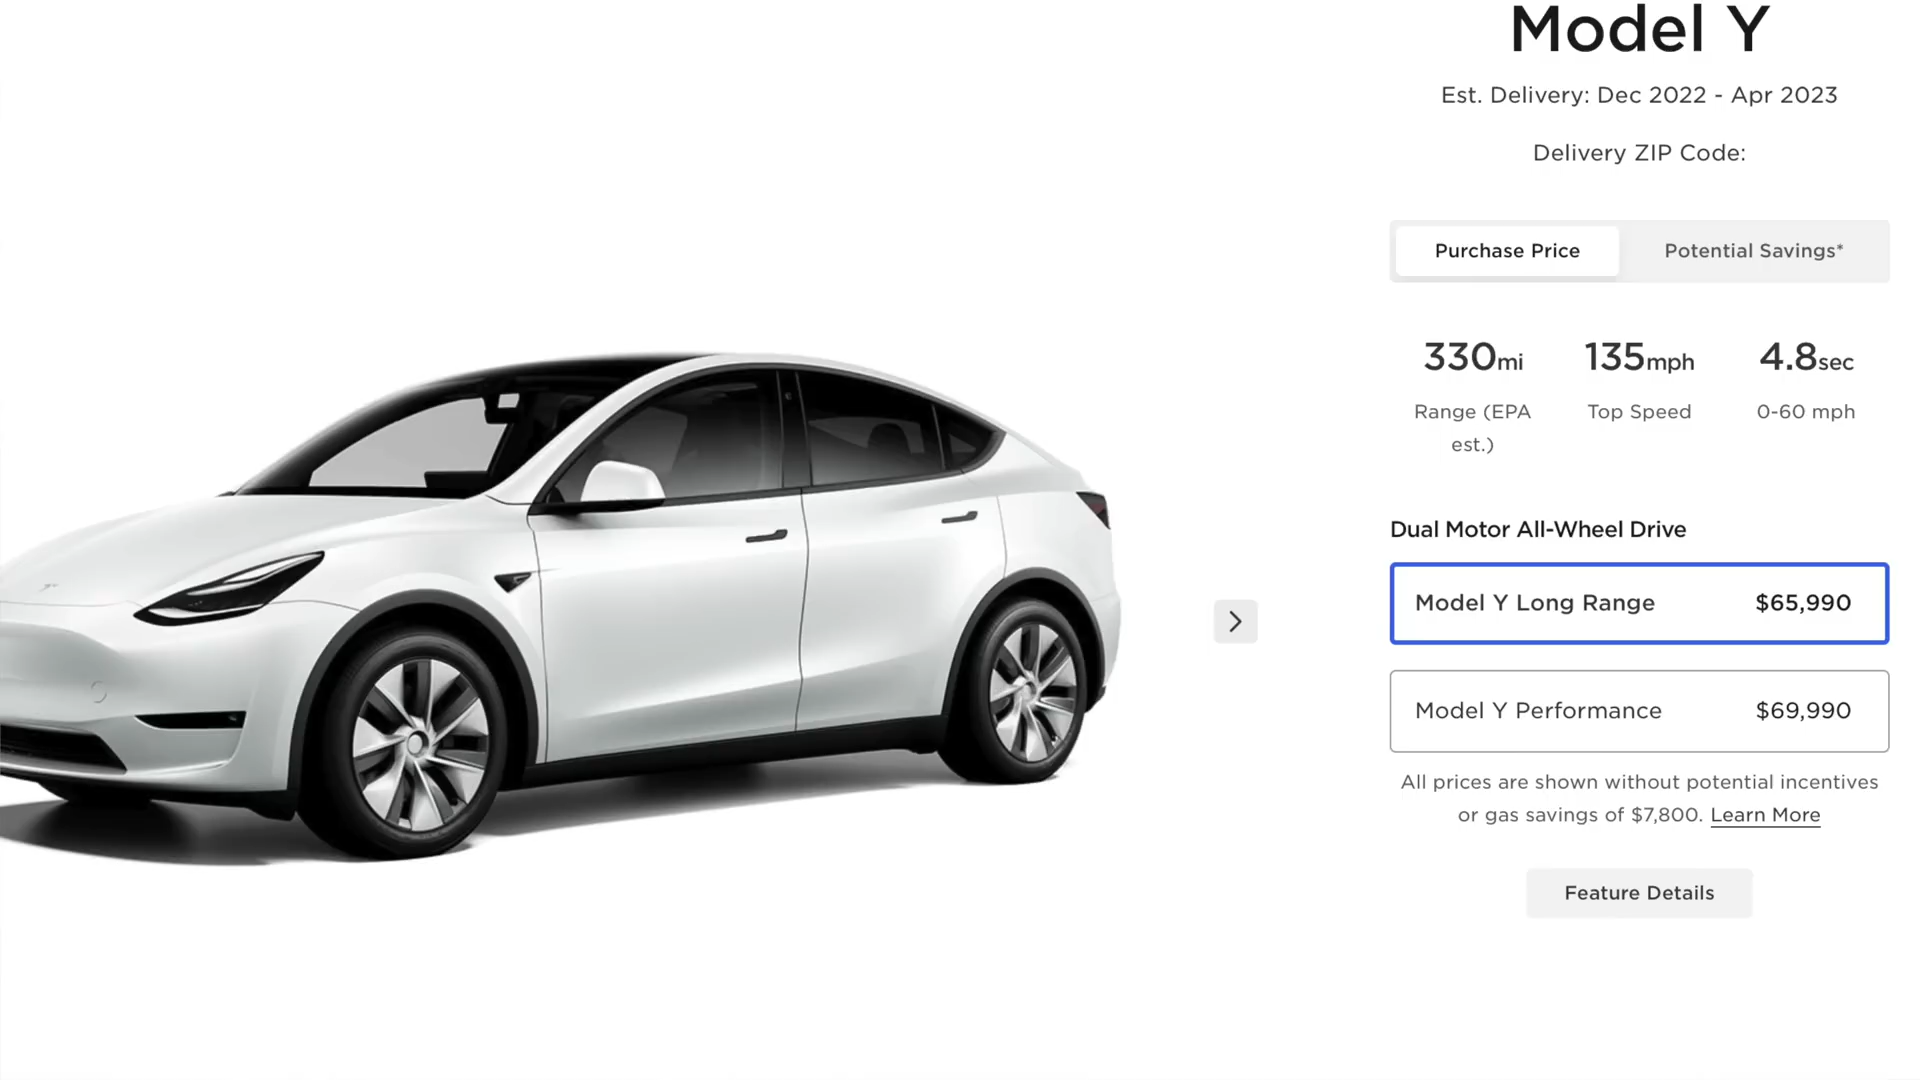 Model Y
Est. Delivery: Dec 2022 - Apr 2023
Delivery ZIP Code:
Purchase Price
Potential Savings*
330mi
135mph
4.8sec
Range (EPA
est.)
Top Speed
0-60 mph
Dual Motor All-Wheel Drive
Model Y Long Range
$65,990
Model Y Performance
$69,990
All prices are shown without potential incentives
or gas savings of $7,800. Learn More
Feature Details